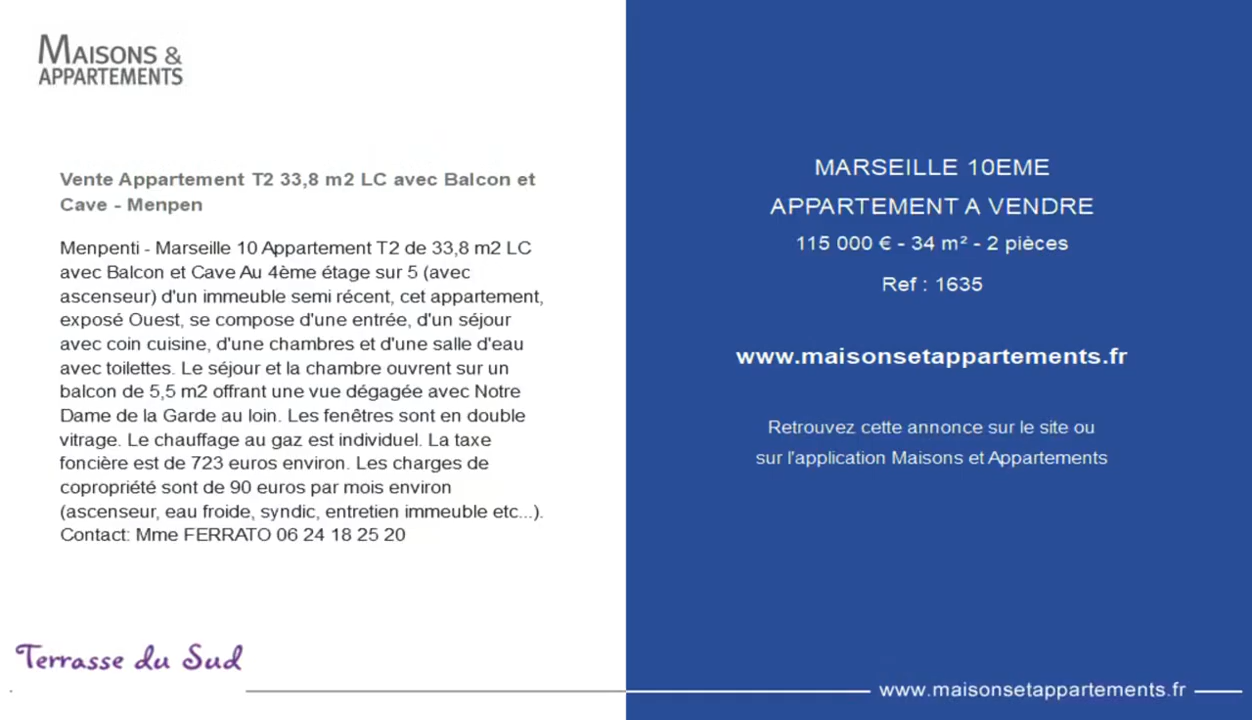 MAISONS &
APPARTEMENTS
Vente Appartement T2 33,8 m2 LC avec Balcon et
Cave - Menpen
Menpenti - Marseille 10 Appartement T2 de 33,8 m2 LC
avec Balcon et Cave Au 4ème étage sur 5 (avec
ascenseur) d'un immeuble semi récent, cet appartement,
exposé Ouest, se compose d'une entrée, d'un séjour
avec coin cuisine, d'une chambres et d'une salle d'eau
avec toilettes. Le séjour et la chambre ouvrent sur un
balcon de 5,5 m2 offrant une vue dégagée avec Notre
Dame de la Garde au loin. Les fenêtres sont en double
vitrage. Le chauffage au gaz est individuel. La taxe
foncière est de 723 euros environ. Les charges de
copropriété sont de 90 euros par mois environ
(ascenseur, eau froide, syndic, entretien immeuble etc...).
Contact: Mme FERRATO 06 24 18 25 20
Terrasse du Sud
MARSEILLE 10EME
APPARTEMENT A VENDRE
115 000 € - 34 m² - 2 pièces
Ref : 1635
www.maisonsetappartements.fr
Retrouvez cette annonce sur le site ou
sur l'application Maisons et Appartements
www.maisonsetappartements.fr